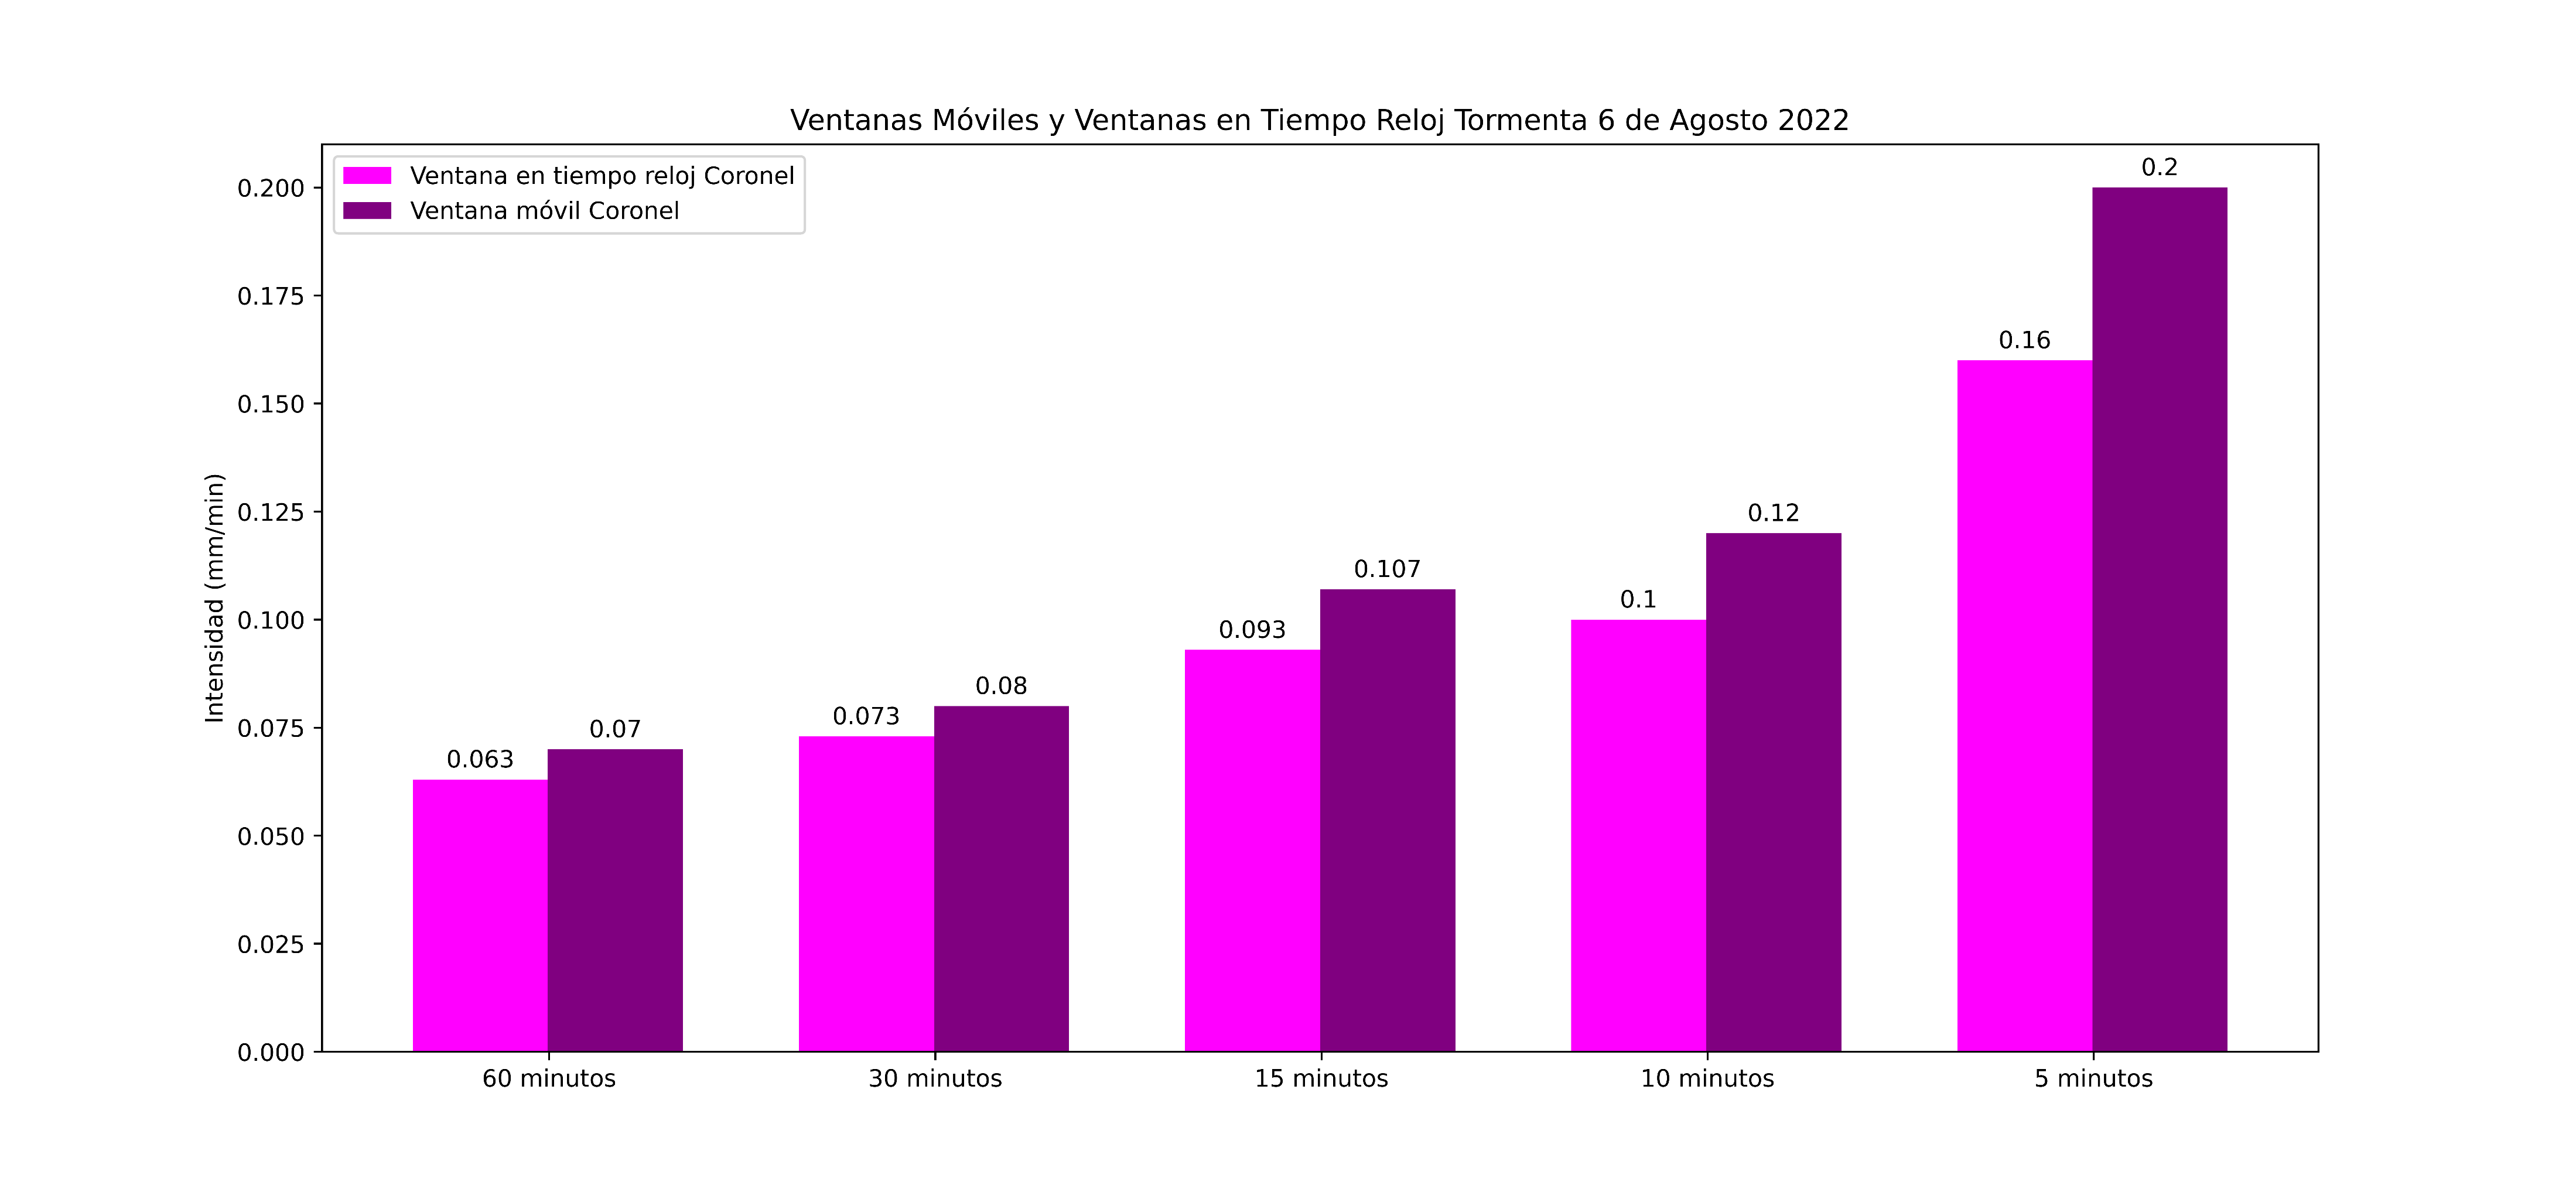 Ventanas Móviles y Ventanas en Tiempo Reloj Tormenta 6 de Agosto 2022
Ventana en tiempo reloj Coronel
Ventana móvil Coronel
Intensidad (mm/min)
0.200
0.175
0.150
0.125
0.100
0.075
0.050
0.025
0.000
0.063
0.07
0.073
0.08
0.093
0.107
0.1
0.12
0.16
0.2
60 minutos
30 minutos
15 minutos
10 minutos
5 minutos